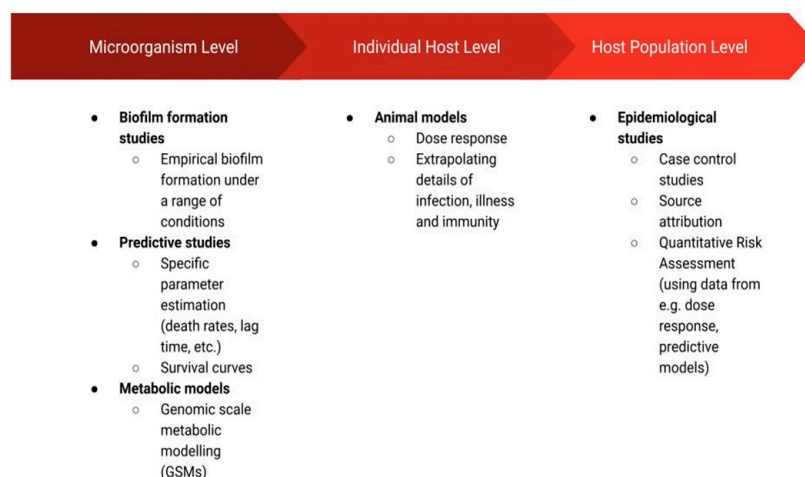 Microorganism Level
Individual Host Level
Host Population Level
● Biofilm formation
studies
○ Empirical biofilm
formation under
a range of
conditions
● Predictive studies
○ Specific
parameter
estimation
(death rates, lag
time, etc.)
○ Survival curves
● Metabolic models
○ Genomic scale
metabolic
modelling
(GSMs)
● Animal models
○ Dose response
○ Extrapolating
details of
infection, illness
and immunity
● Epidemiological
studies
○ Case control
studies
○ Source
attribution
○ Quantitative Risk
Assessment
(using data from
e.g. dose
response,
predictive
models)